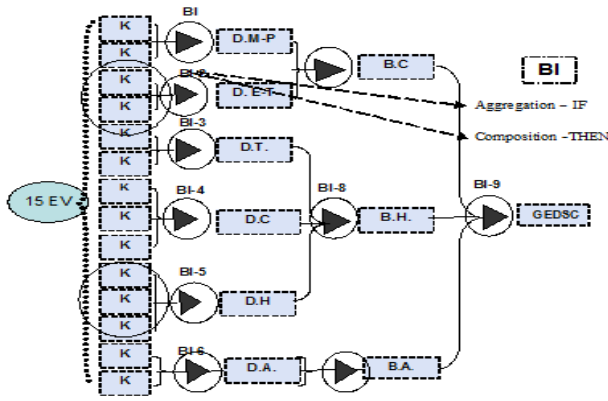 BI
K
D.M-P
K
B.C
BI
K
K
D. E-T
Aggregation – IF
BI-3
K
Composition –THEN
K
D.T.
K
BI-4
BI-8
BI-9
15 EV
K
D.C
B.H.
GEDSC
K
K
BI-5
K
D.H
K
BI-6
K
D.A.
B.A.
K